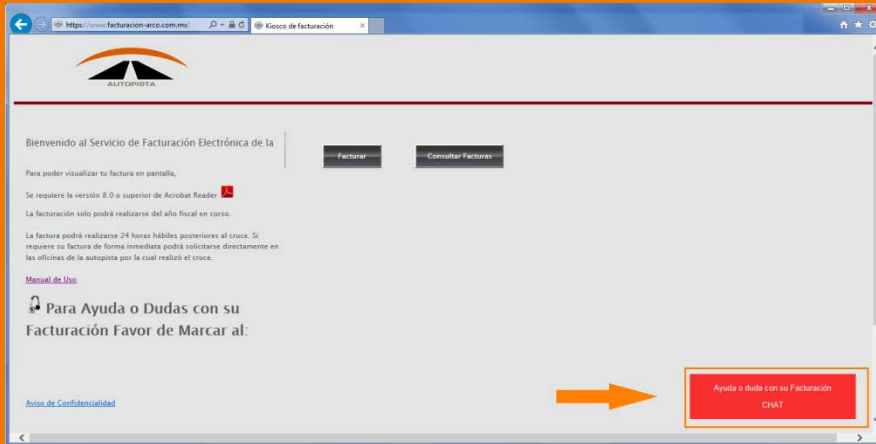 https://www.facturacion-arco.com.mx/
Kiosco de facturación
AUTOPISTA
Bienvenido al Servicio de Facturación Electrónica de la
Facturar
Consultar Facturas
Para poder visualizar tu factura en pantalla,
Se requiere la versión 8.0 o superior de Acrobat Reader
La facturación solo podrá realizarse del año fiscal en curso.
La factura podrá realizarse 24 horas hábiles posteriores al cruce. Si
requiere su factura de forma inmediata podrá solicitarse directamente en
las oficinas de la autopista por la cual realizó el cruce.
Manual de Uso
Para Ayuda o Dudas con su
Facturación Favor de Marcar al:
Ayuda o duda con su Facturación
CHAT
Aviso de Confidencialidad